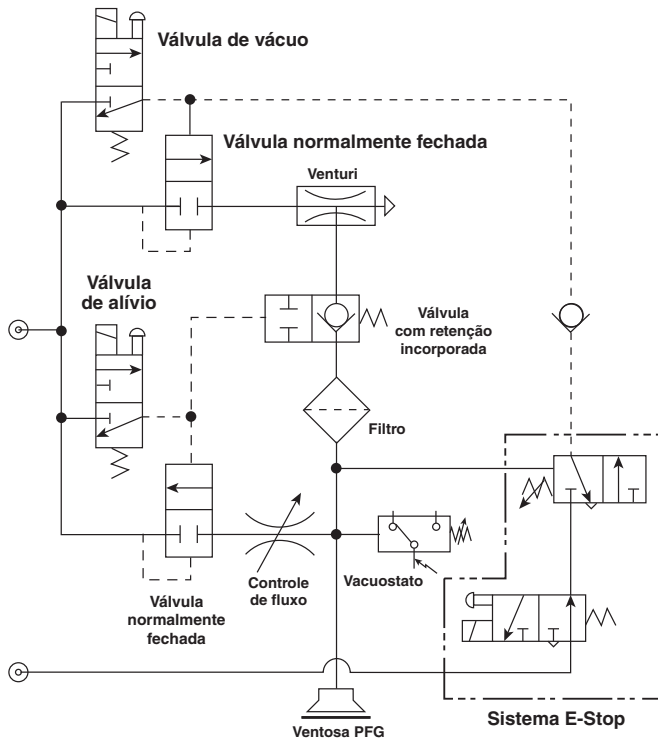 Válvula de vácuo
Válvula normalmente fechada
Venturi
Válvula
de alívio
Válvula
com retenção
incorporada
Filtro
Controle
de fluxo
Vacuostato
Válvula
normalmente
fechada
Ventosa PFG
Sistema E-Stop